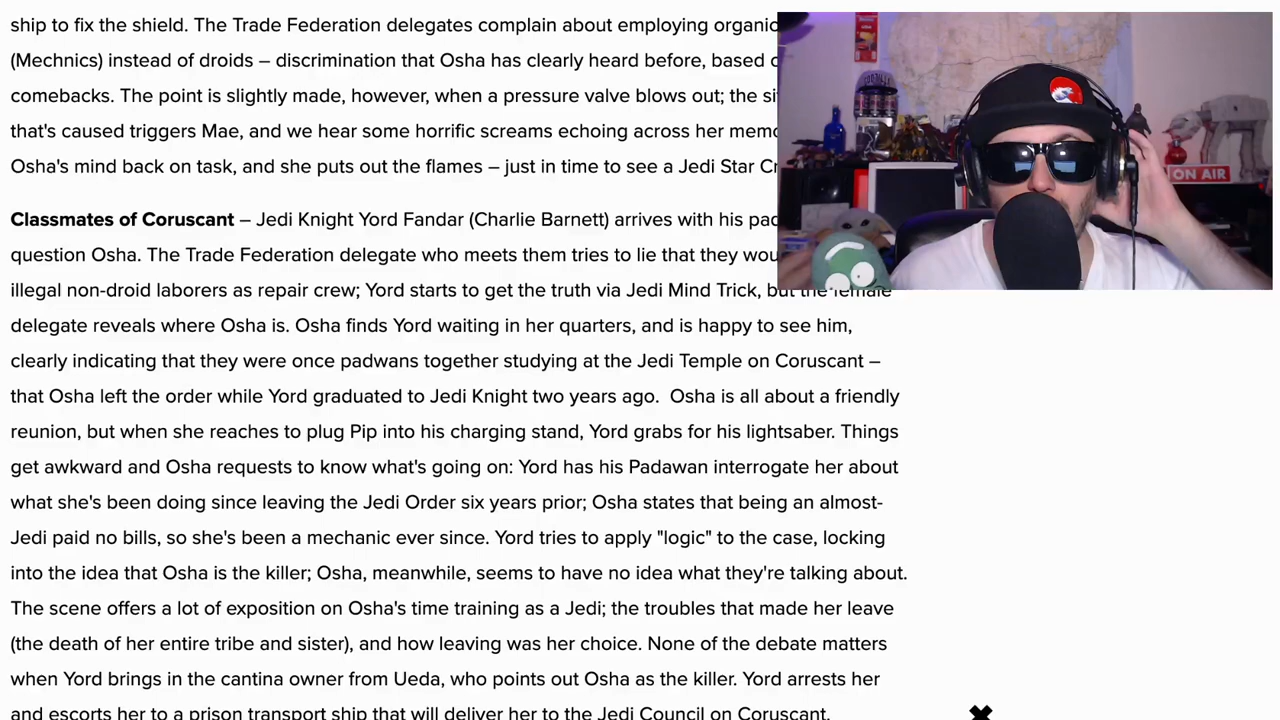 ship to fix the shield. The Trade Federation delegates complain about employing
(Mechnics) instead of droids – discrimination that Osha has clearly heard before, based
comebacks. The point is slightly made, however, when a pressure valve blows out; the
that's caused triggers Mae, and we hear some horrific screams echoing across her
Osha's mind back on task, and she puts out the flames – just in time to see a Jedi Star
Classmates of Coruscant – Jedi Knight Yord Fandar (Charlie Barnett) arrives with his
question Osha. The Trade Federation delegate who meets them tries to lie that they
illegal non-droid laborers as repair crew; Yord starts to get the truth via Jedi Mind Trick, but the female
delegate reveals where Osha is. Osha finds Yord waiting in her quarters, and is happy to see him,
clearly indicating that they were once padwans together studying at the Jedi Temple on Coruscant –
that Osha left the order while Yord graduated to Jedi Knight two years ago. Osha is all about a friendly
reunion, but when she reaches to plug Pip into his charging stand, Yord grabs for his lightsaber. Things
get awkward and Osha requests to know what's going on: Yord has his Padawan interrogate her about
what she's been doing since leaving the Jedi Order six years prior; Osha states that being an almost-
Jedi paid no bills, so she's been a mechanic ever since. Yord tries to apply "logic" to the case, locking
into the idea that Osha is the killer; Osha, meanwhile, seems to have no idea what they're talking about.
The scene offers a lot of exposition on Osha's time training as a Jedi; the troubles that made her leave
(the death of her entire tribe and sister), and how leaving was her choice. None of the debate matters
when Yord brings in the cantina owner from Ueda, who points out Osha as the killer. Yord arrests her
and escorts her to a prison transport ship that will deliver her to the Jedi Council on Coruscant.
ON AIR